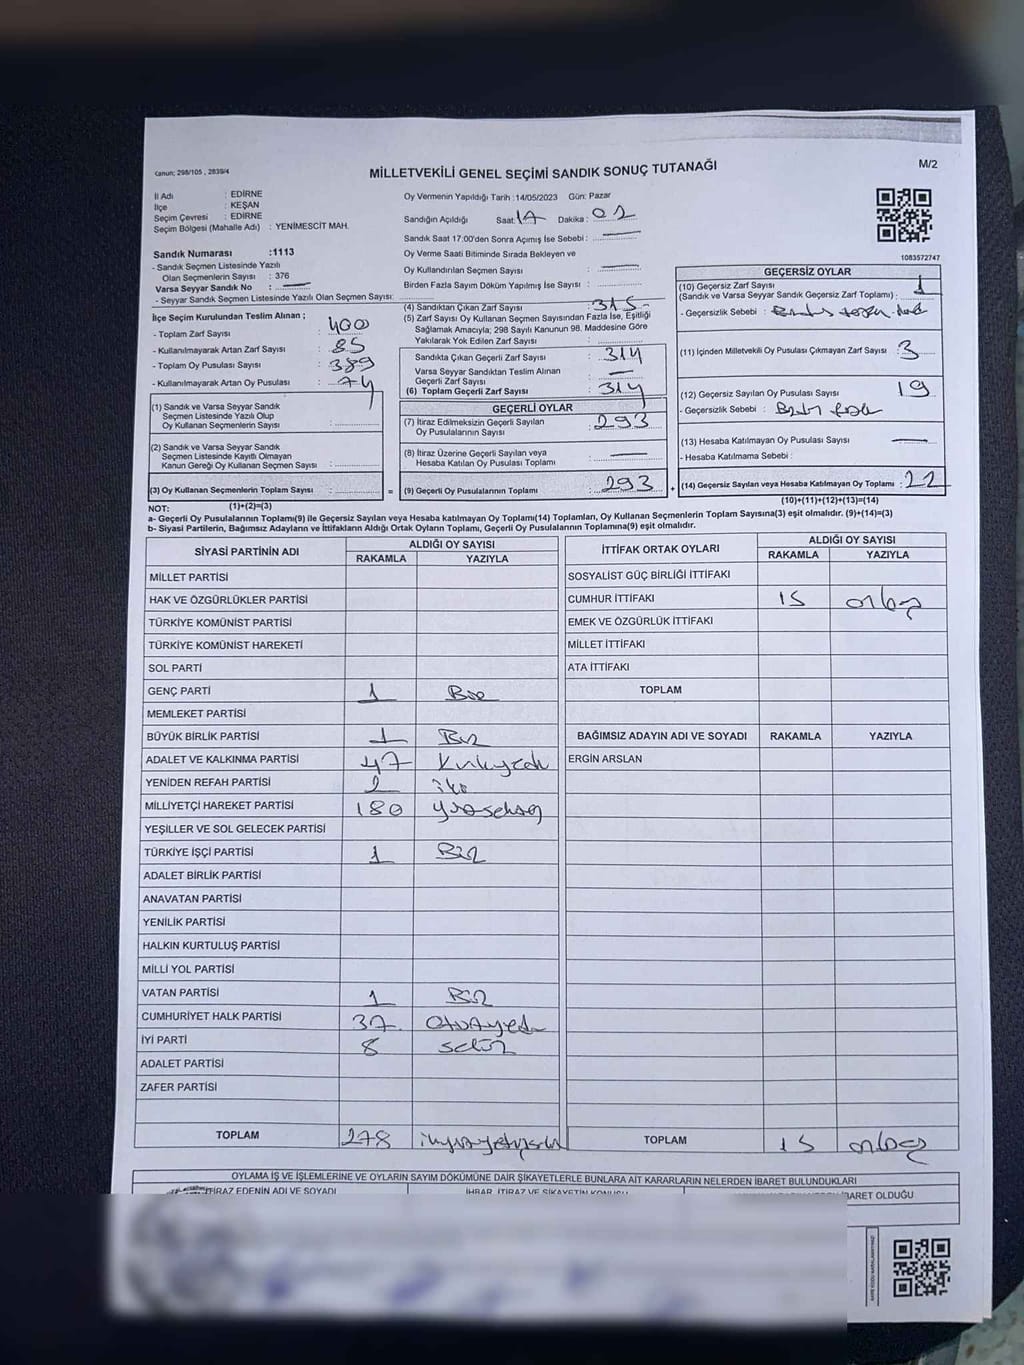 Kanun; 298/105 , 2839/4
MİLLETVEKİLİ GENEL SEÇİMİ SANDIK SONUÇ TUTANAĞI
M/2
İl Adı : EDİRNE
İlçe : KEŞAN
Seçim Çevresi : EDİRNE
Seçim Bölgesi (Mahalle Adı) : YENİMESCİT MAH.
Oy Vermenin Yapıldığı Tarih :14/05/2023 Gün: Pazar
Sandığın Açıldığı Saat: 17 Dakika : 02
Sandık Saat 17:00'den Sonra Açımış İse Sebebi :
Oy Verme Saati Bitiminde Sırada Bekleyen ve
Oy Kullandırılan Seçmen Sayısı :
Birden Fazla Sayım Döküm Yapılmış İse Sayısı :
1083572747
Sandık Numarası :1113
- Sandık Seçmen Listesinde Yazılı
Olan Seçmenlerin Sayısı : 376
Varsa Seyyar Sandık No :
- Seyyar Sandık Seçmen Listesinde Yazılı Olan Seçmen Sayısı:
İlçe Seçim Kurulundan Teslim Alınan ;
- Toplam Zarf Sayısı : 400
- Kullanılmayarak Artan Zarf Sayısı : 85
- Toplam Oy Pusulası Sayısı : 389
- Kullanılmayarak Artan Oy Pusulası : 74
(1) Sandık ve Varsa Seyyar Sandık
Seçmen Listesinde Yazılı Olup
Oy Kullanan Seçmenlerin Sayısı :
(2) Sandık ve Varsa Seyyar Sandık
Seçmen Listesinde Kayıtlı Olmayan
Kanun Gereği Oy Kullanan Seçmen Sayısı :
(3) Oy Kullanan Seçmenlerin Toplam Sayısı :
(1)+(2)=(3)
(4) Sandıktan Çıkan Zarf Sayısı : 315
(5) Zarf Sayısı Oy Kullanan Seçmen Sayısından Fazla İse, Eşitliği
Sağlamak Amacıyla; 298 Sayılı Kanunun 98. Maddesine Göre
Yakılarak Yok Edilen Zarf Sayısı :
Sandıkta Çıkan Geçerli Zarf Sayısı : 314
Varsa Seyyar Sandıktan Teslim Alınan
Geçerli Zarf Sayısı :
(6) Toplam Geçerli Zarf Sayısı : 314
GEÇERLİ OYLAR
(7) İtiraz Edilmeksizin Geçerli Sayılan
Oy Pusulalarının Sayısı : 293
(8) İtiraz Üzerine Geçerli Sayılan veya
Hesaba Katılan Oy Pusulası Toplamı :
= (9) Geçerli Oy Pusulalarının Toplamı : 293 +
GEÇERSİZ OYLAR
(10) Geçersiz Zarf Sayısı 1
(Sandık ve Varsa Seyyar Sandık Geçersiz Zarf Toplamı) :
- Geçersizlik Sebebi :
(11) İçinden Milletvekili Oy Pusulası Çıkmayan Zarf Sayısı : 3
(12) Geçersiz Sayılan Oy Pusulası Sayısı : 19
- Geçersizlik Sebebi :
(13) Hesaba Katılmayan Oy Pusulası Sayısı :
- Hesaba Katılmama Sebebi :
(14) Geçersiz Sayılan veya Hesaba Katılmayan Oy Toplamı : 22
(10)+(11)+(12)+(13)=(14)
NOT:
a- Geçerli Oy Pusulalarının Toplamı(9) ile Geçersiz Sayılan veya Hesaba katılmayan Oy Toplamı(14) Toplamları, Oy Kullanan Seçmenlerin Toplam Sayısına(3) eşit olmalıdır. (9)+(14)=(3)
b- Siyasi Partilerin, Bağımsız Adayların ve İttifakların Aldığı Ortak Oyların Toplamı, Geçerli Oy Pusulalarının Toplamına(9) eşit olmalıdır.
SİYASİ PARTİNİN ADI ALDIĞI OY SAYISI
RAKAMLA YAZIYLA
MİLLET PARTİSİ
HAK VE ÖZGÜRLÜKLER PARTİSİ
TÜRKİYE KOMÜNİST PARTİSİ
TÜRKİYE KOMÜNİST HAREKETİ
SOL PARTİ
GENÇ PARTİ 1 Bir
MEMLEKET PARTİSİ
BÜYÜK BİRLİK PARTİSİ 1 Bir
ADALET VE KALKINMA PARTİSİ 47 Kırkyedi
YENİDEN REFAH PARTİSİ 2 iki
MİLLİYETÇİ HAREKET PARTİSİ 180 yüzseksen
YEŞİLLER VE SOL GELECEK PARTİSİ
TÜRKİYE İŞÇİ PARTİSİ 1 Bir
ADALET BİRLİK PARTİSİ
ANAVATAN PARTİSİ
YENİLİK PARTİSİ
HALKIN KURTULUŞ PARTİSİ
MİLLİ YOL PARTİSİ
VATAN PARTİSİ 1 Bir
CUMHURİYET HALK PARTİSİ 37 otuzyedi
İYİ PARTİ 8 sekiz
ADALET PARTİSİ
ZAFER PARTİSİ
TOPLAM 278 ikiyüzyetmişsekiz
İTTİFAK ORTAK OYLARI ALDIĞI OY SAYISI
RAKAMLA YAZIYLA
SOSYALİST GÜÇ BİRLİĞİ İTTİFAKI
CUMHUR İTTİFAKI 15 onbeş
EMEK VE ÖZGÜRLÜK İTTİFAKI
MİLLET İTTİFAKI
ATA İTTİFAKI
TOPLAM
BAĞIMSIZ ADAYIN ADI VE SOYADI RAKAMLA YAZIYLA
ERGİN ARSLAN
TOPLAM 15 onbeş
OYLAMA İŞ VE İŞLEMLERİNE VE OYLARIN SAYIM DÖKÜMÜNE DAİR ŞİKAYETLERLE BUNLARA AİT KARARLARIN NELERDEN İBARET BULUNDUKLARI
İTİRAZ EDENİN ADI VE SOYADI İHBAR, İTİRAZ VE ŞİKAYETİN KONUSU İBARET OLDUĞU